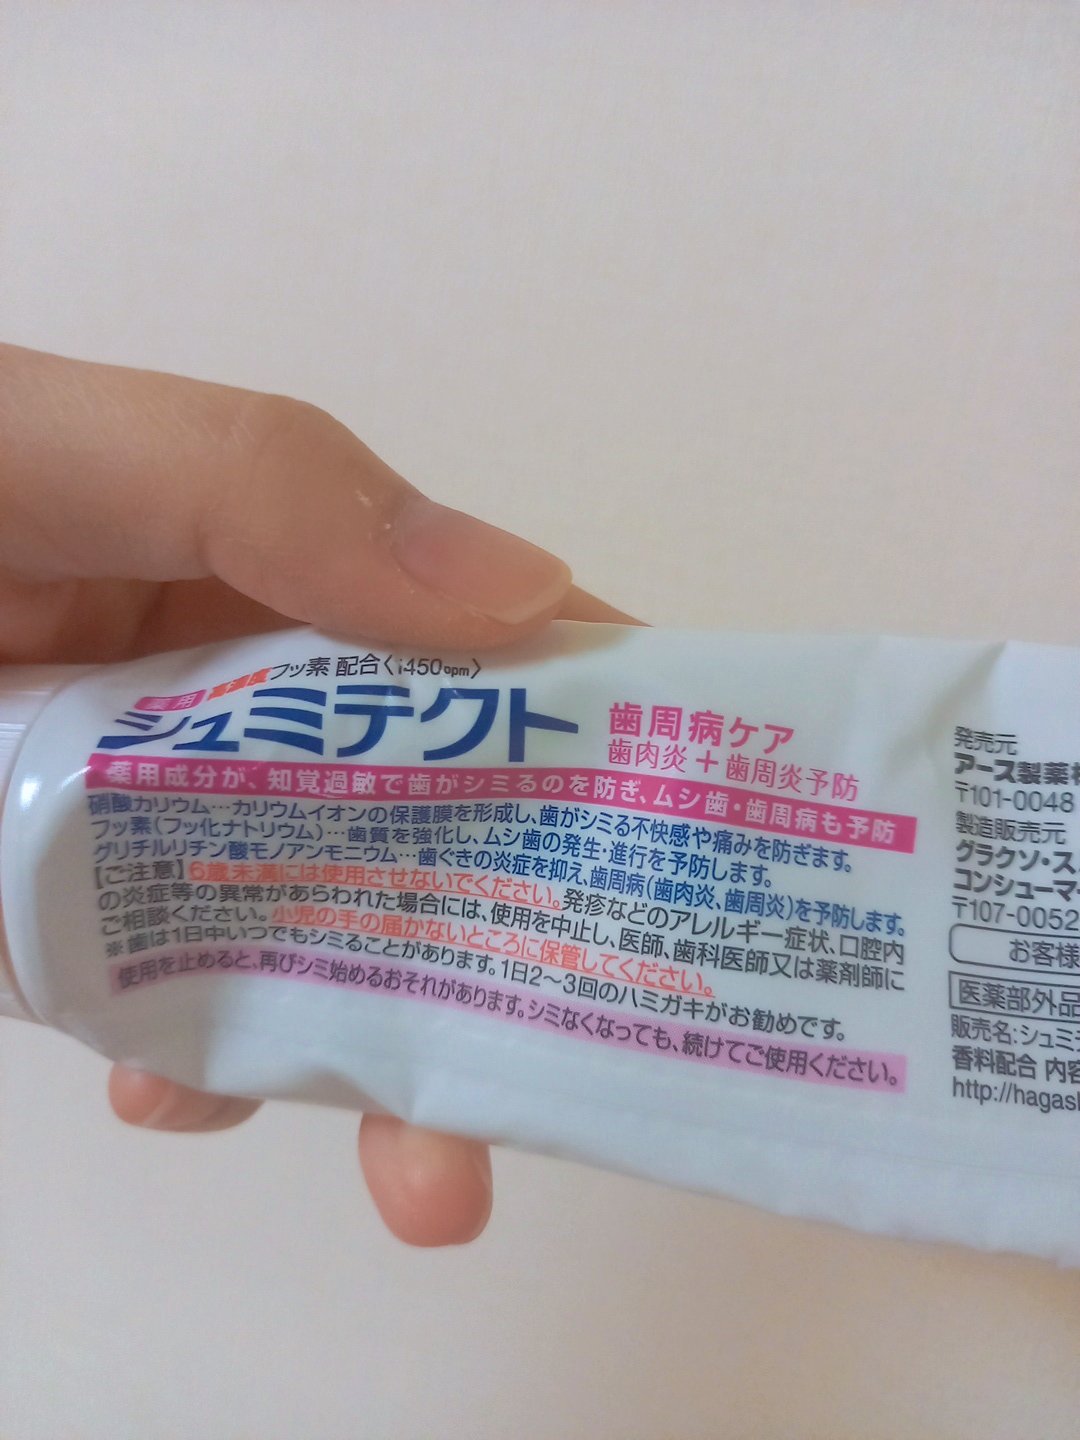 薬用 高濃度フッ素 配合〈1450ppm〉
シュミテクト
歯周病ケア
歯肉炎＋歯周炎予防
薬用成分が、知覚過敏で歯がシミるのを防ぎ、ムシ歯・歯周病も予防
硝酸カリウム…カリウムイオンの保護膜を形成し、歯がシミる不快感や痛みを防ぎます。
フッ素(フッ化ナトリウム)…歯質を強化し、ムシ歯の発生・進行を予防します。
グリチルリチン酸モノアンモニウム…歯ぐきの炎症を抑え、歯周病(歯肉炎、歯周炎)を予防します。
【ご注意】6歳未満には使用させないでください。発疹などのアレルギー症状、口腔内
の炎症等の異常があらわれた場合には、使用を中止し、医師、歯科医師又は薬剤師に
ご相談ください。小児の手の届かないところに保管してください。
※歯は1日中いつでもシミることがあります。1日2〜3回のハミガキがお勧めです。
使用を止めると、再びシミ始めるおそれがあります。シミなくなっても、続けてご使用ください。
発売元
アース製薬
〒101-0048
製造販売元
グラクソ・ス
コンシューマ
〒107-0052
お客様
医薬部外品
販売名:シュミ
香料配合 内容
http://hagas